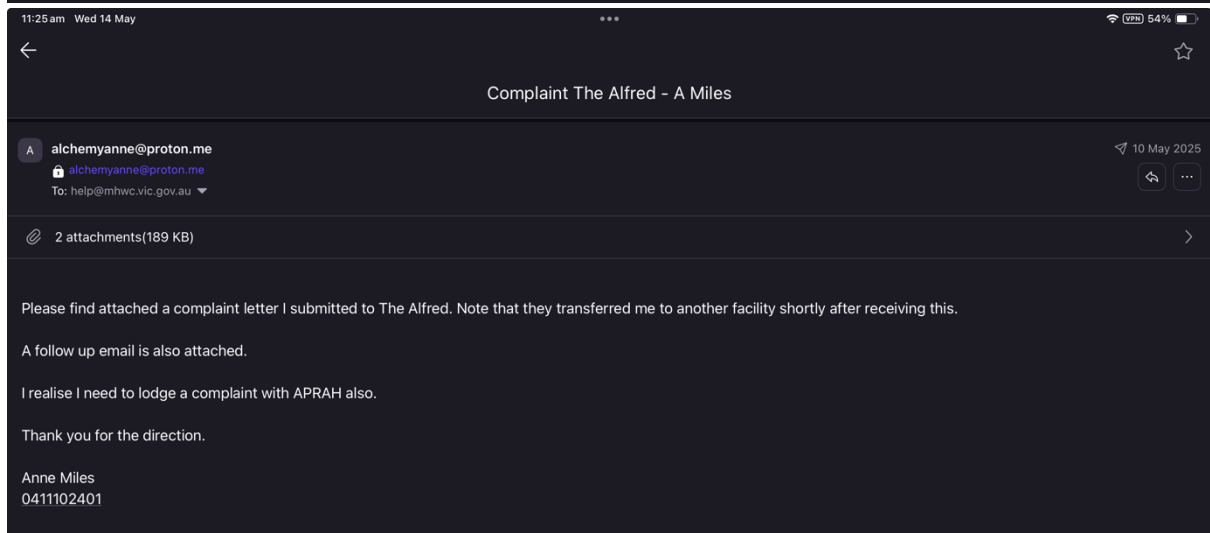 11:25 am Wed 14 May
VPN 54%
Complaint The Alfred - A Miles
A
alchemyanne@proton.me
10 May 2025
alchemyanne@proton.me
To: help@mhwc.vic.gov.au
2 attachments(189 KB)
Please find attached a complaint letter I submitted to The Alfred. Note that they transferred me to another facility shortly after receiving this.
A follow up email is also attached.
I realise I need to lodge a complaint with APRAH also.
Thank you for the direction.
Anne Miles
0411102401